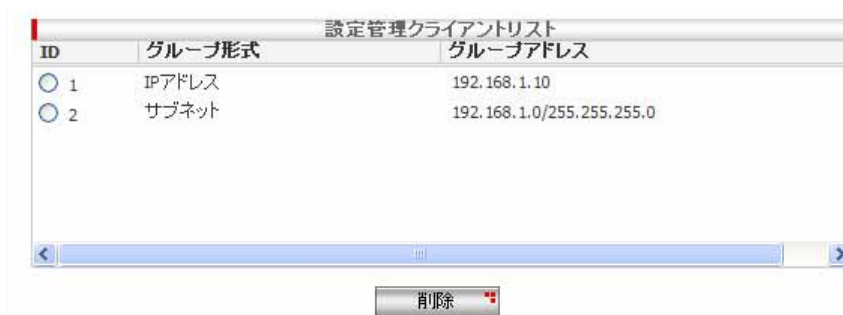 設定管理クライアントリスト
ID グループ形式 グループアドレス
1 IPアドレス 192.168.1.10
2 サブネット 192.168.1.0/255.255.255.0
削除